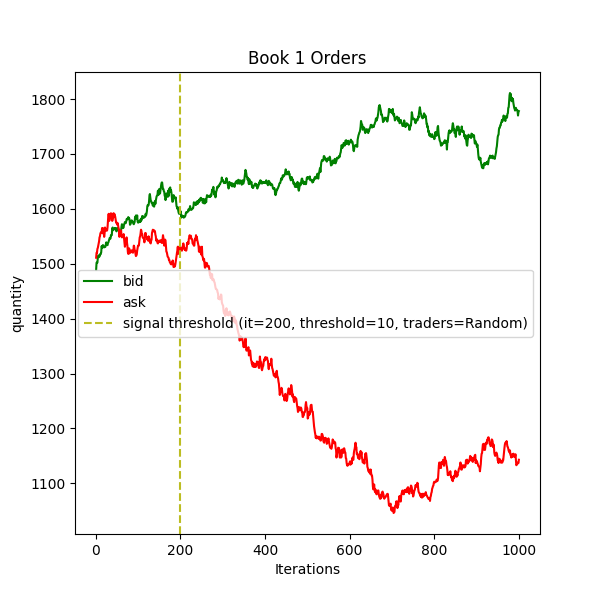 Book 1 Orders
1800
1700
1600
1500
1400
1300
1200
1100
quantity
bid
ask
signal threshold (it=200, threshold=10, traders=Random)
0 200 400 600 800 1000
Iterations